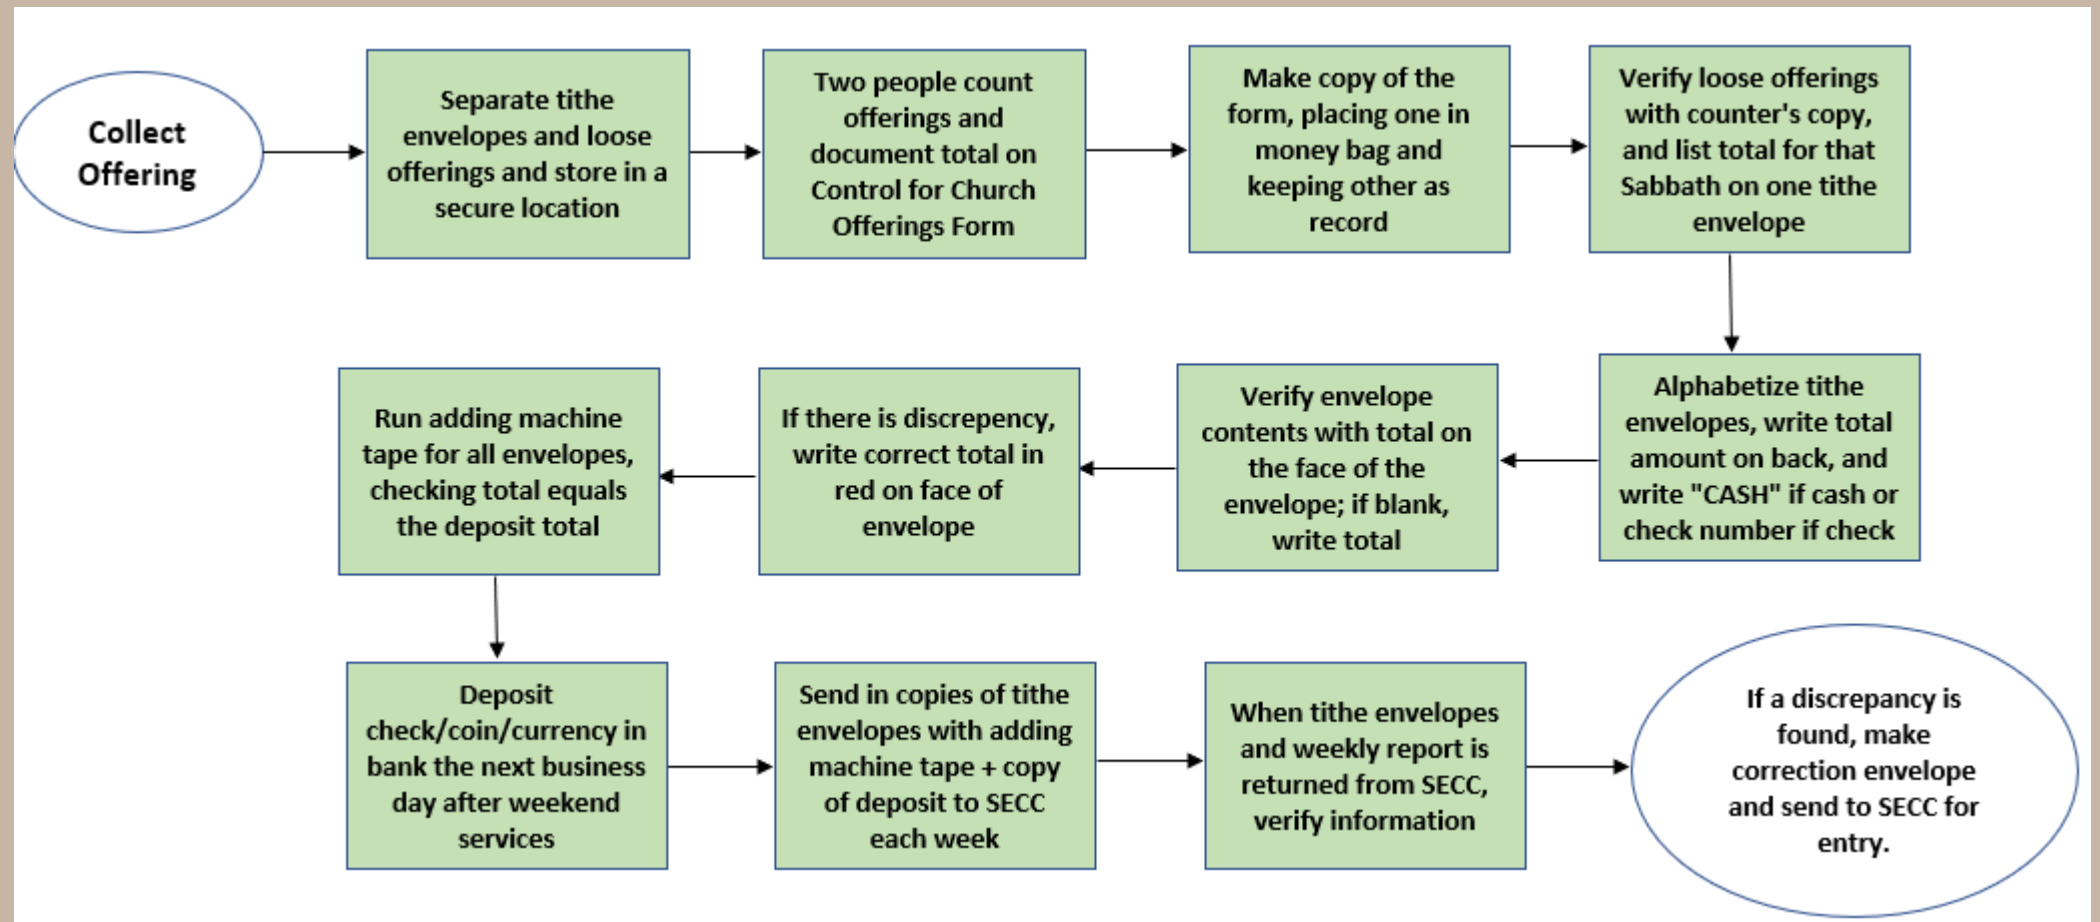 Collect
Offering
Separate tithe
envelopes and loose
offerings and store in a
secure location
Two people count
offerings and
document total on
Control for Church
Offerings Form
Make copy of the
form, placing one in
money bag and
keeping other as
record
Verify loose offerings
with counter's copy,
and list total for that
Sabbath on one tithe
envelope
Alphabetize tithe
envelopes, write total
amount on back, and
write "CASH" if cash or
check number if check
Verify envelope
contents with total on
the face of the
envelope; if blank,
write total
If there is discrepency,
write correct total in
red on face of
envelope
Run adding machine
tape for all envelopes,
checking total equals
the deposit total
Deposit
check/coin/currency in
bank the next business
day after weekend
services
Send in copies of tithe
envelopes with adding
machine tape + copy
of deposit to SECC
each week
When tithe envelopes
and weekly report is
returned from SECC,
verify information
If a discrepancy is
found, make
correction envelope
and send to SECC for
entry.